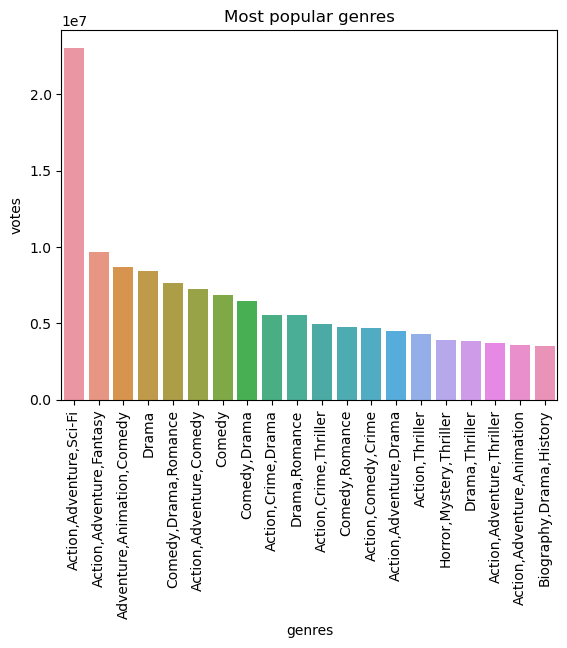 Most popular genres
1e7
votes
2.0
1.5
1.0
0.5
0.0
Action,Adventure,Sci-Fi
Action,Adventure,Fantasy
Adventure,Animation,Comedy
Drama
Comedy,Drama,Romance
Action,Adventure,Comedy
Comedy
Comedy,Drama
Action,Crime,Drama
Drama,Romance
Action,Crime,Thriller
Comedy,Romance
Action,Comedy,Crime
Action,Adventure,Drama
Action,Thriller
Horror,Mystery,Thriller
Drama,Thriller
Action,Adventure,Thriller
Action,Adventure,Animation
Biography,Drama,History
genres